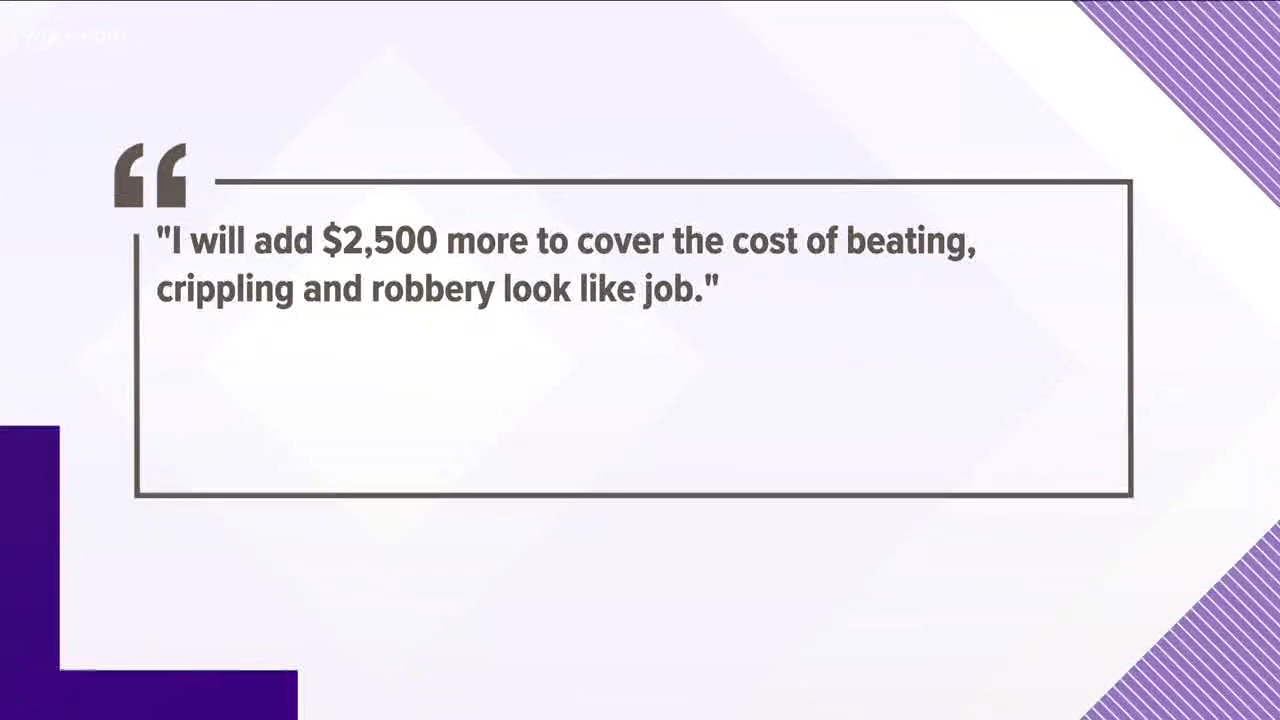 "I will add $2,500 more to cover the cost of beating,
crippling and robbery look like job."